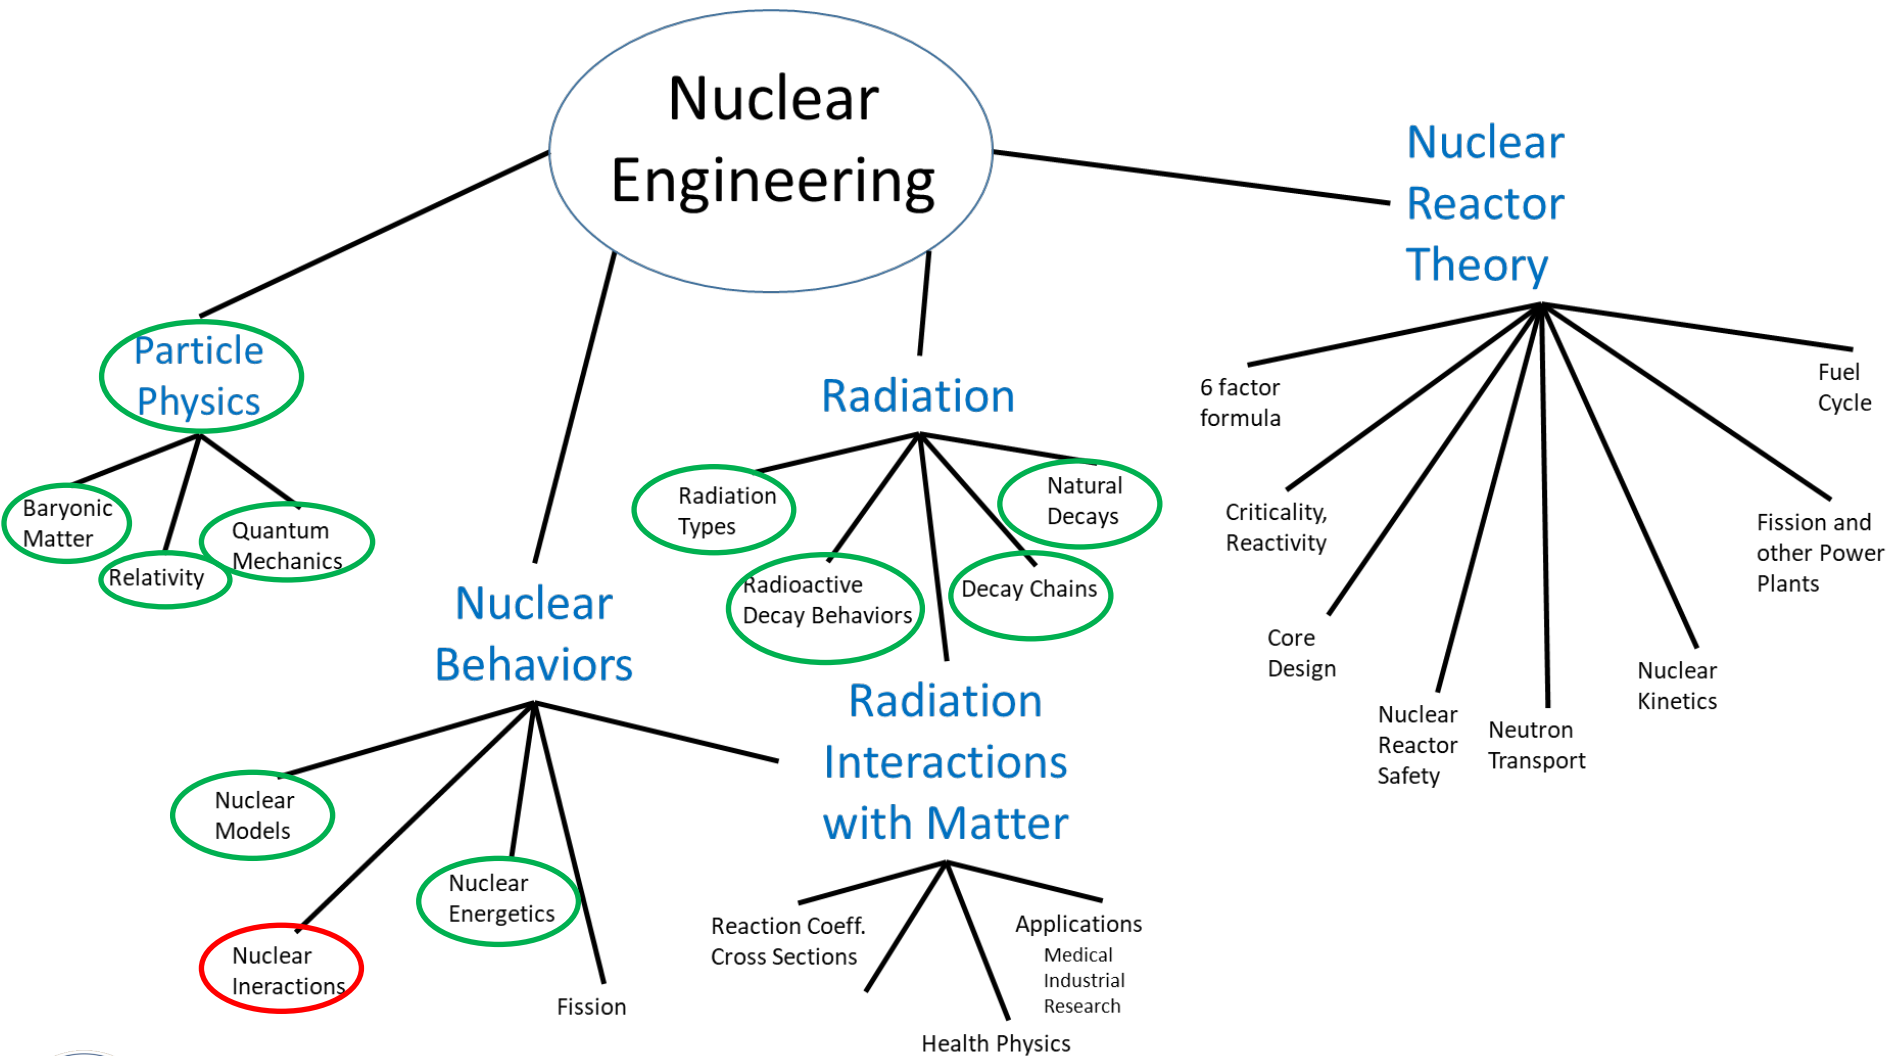 Nuclear
Engineering
Nuclear
Reactor
Theory
Particle
Physics
Baryonic
Matter
Relativity
Quantum
Mechanics
Nuclear
Behaviors
Nuclear
Models
Nuclear
Ineractions
Nuclear
Energetics
Fission
Radiation
Radiation
Types
Radioactive
Decay Behaviors
Decay Chains
Natural
Decays
Radiation
Interactions
with Matter
Reaction Coeff.
Cross Sections
Health Physics
Applications
Medical
Industrial
Research
6 factor
formula
Criticality,
Reactivity
Core
Design
Nuclear
Reactor
Safety
Neutron
Transport
Nuclear
Kinetics
Fission and
other Power
Plants
Fuel
Cycle